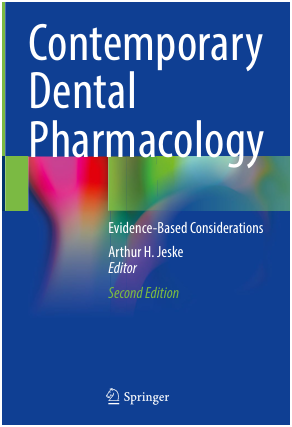 Contemporary
Dental
Pharmacology
Evidence-Based Considerations
Arthur H. Jeske
Editor
Second Edition
Springer